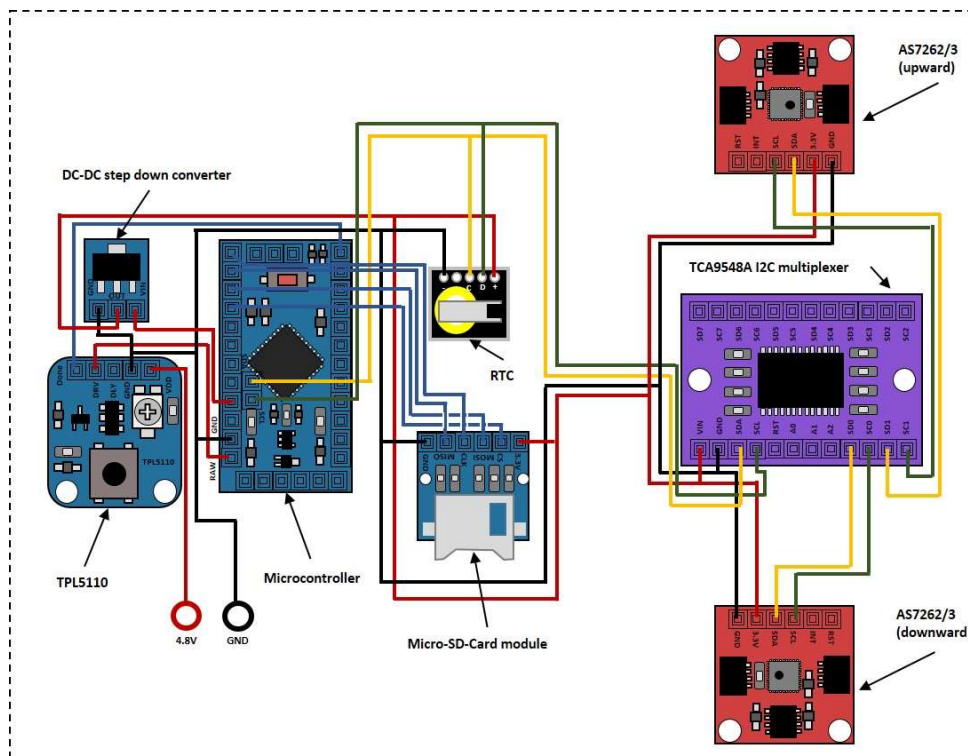 AS7262/3
(upward)
RST
INT
SCL
SDA
3.3V
GND
DC-DC step down converter
GND
OUT
VIN
TCA9548A I2C multiplexer
- C D +
RTC
SD7
SC7
SD6
SC6
SD5
SC5
SD4
SC4
SD3
SC3
SD2
SC2
Done
DRV
DLY
GND
VDD
TPL5110
SCL
GND
RAW
VIN
GND
SDA
SCL
RST
A0
A1
A2
SD0
SC0
SD1
SC1
GND
MISO
CLK
MOSI
CS
3.3V
TPL5110
Microcontroller
4.8V
GND
Micro-SD-Card module
GND
3.3V
SDA
SCL
INT
RST
AS7262/3
(downward)